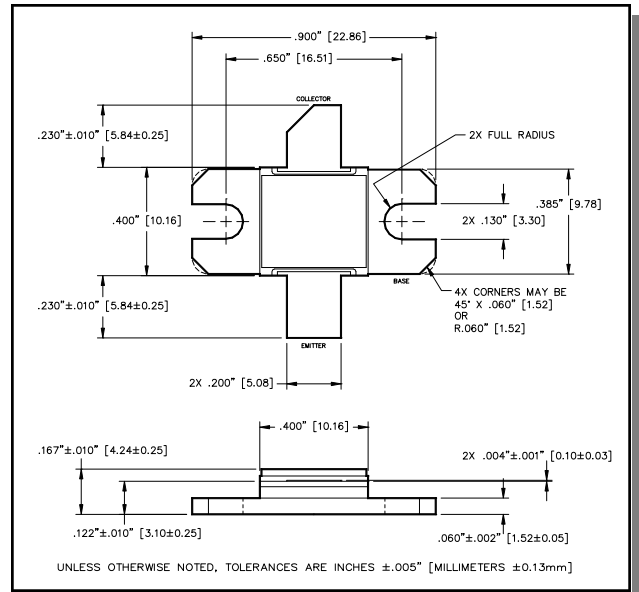 .900" [22.86]
.650" [16.51]
COLLECTOR
.230"±.010" [5.84±0.25]
2X FULL RADIUS
.400" [10.16]
2X .130" [3.30]
.385" [9.78]
BASE
.230"±.010" [5.84±0.25]
4X CORNERS MAY BE
45° X .060" [1.52]
OR
R.060" [1.52]
EMITTER
2X .200" [5.08]
.400" [10.16]
.167"±.010" [4.24±0.25]
2X .004"±.001" [0.10±0.03]
.122"±.010" [3.10±0.25]
.060"±.002" [1.52±0.05]
UNLESS OTHERWISE NOTED, TOLERANCES ARE INCHES ±.005" [MILLIMETERS ±0.13mm]